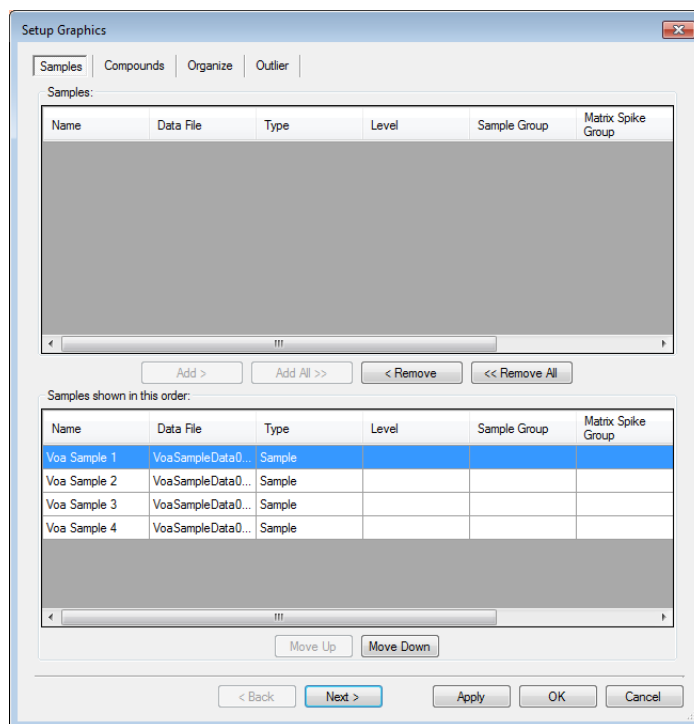 Setup Graphics
Samples Compounds Organize Outlier
Samples:
Name Data File Type Level Sample Group Matrix Spike
Group
Add > Add All >> < Remove << Remove All
Samples shown in this order:
Name Data File Type Level Sample Group Matrix Spike
Group
Voa Sample 1 VoaSampleData0... Sample
Voa Sample 2 VoaSampleData0... Sample
Voa Sample 3 VoaSampleData0... Sample
Voa Sample 4 VoaSampleData0... Sample
Move Up Move Down
< Back Next > Apply OK Cancel